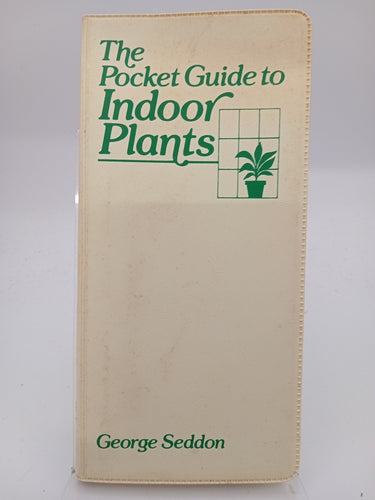 The
Pocket Guide to
Indoor
Plants
George Seddon